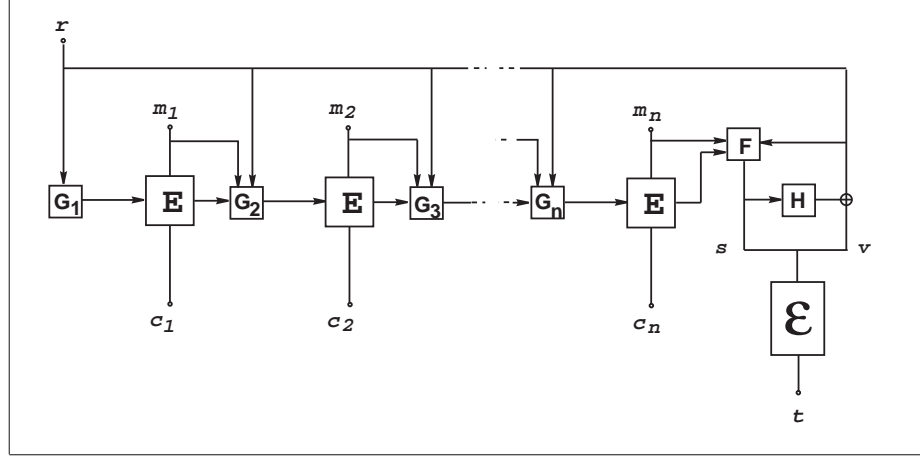 r
m1 m2 mn
F
G1 E G2 E G3 Gn E H
s v
c1 c2 cn
ℰ
t